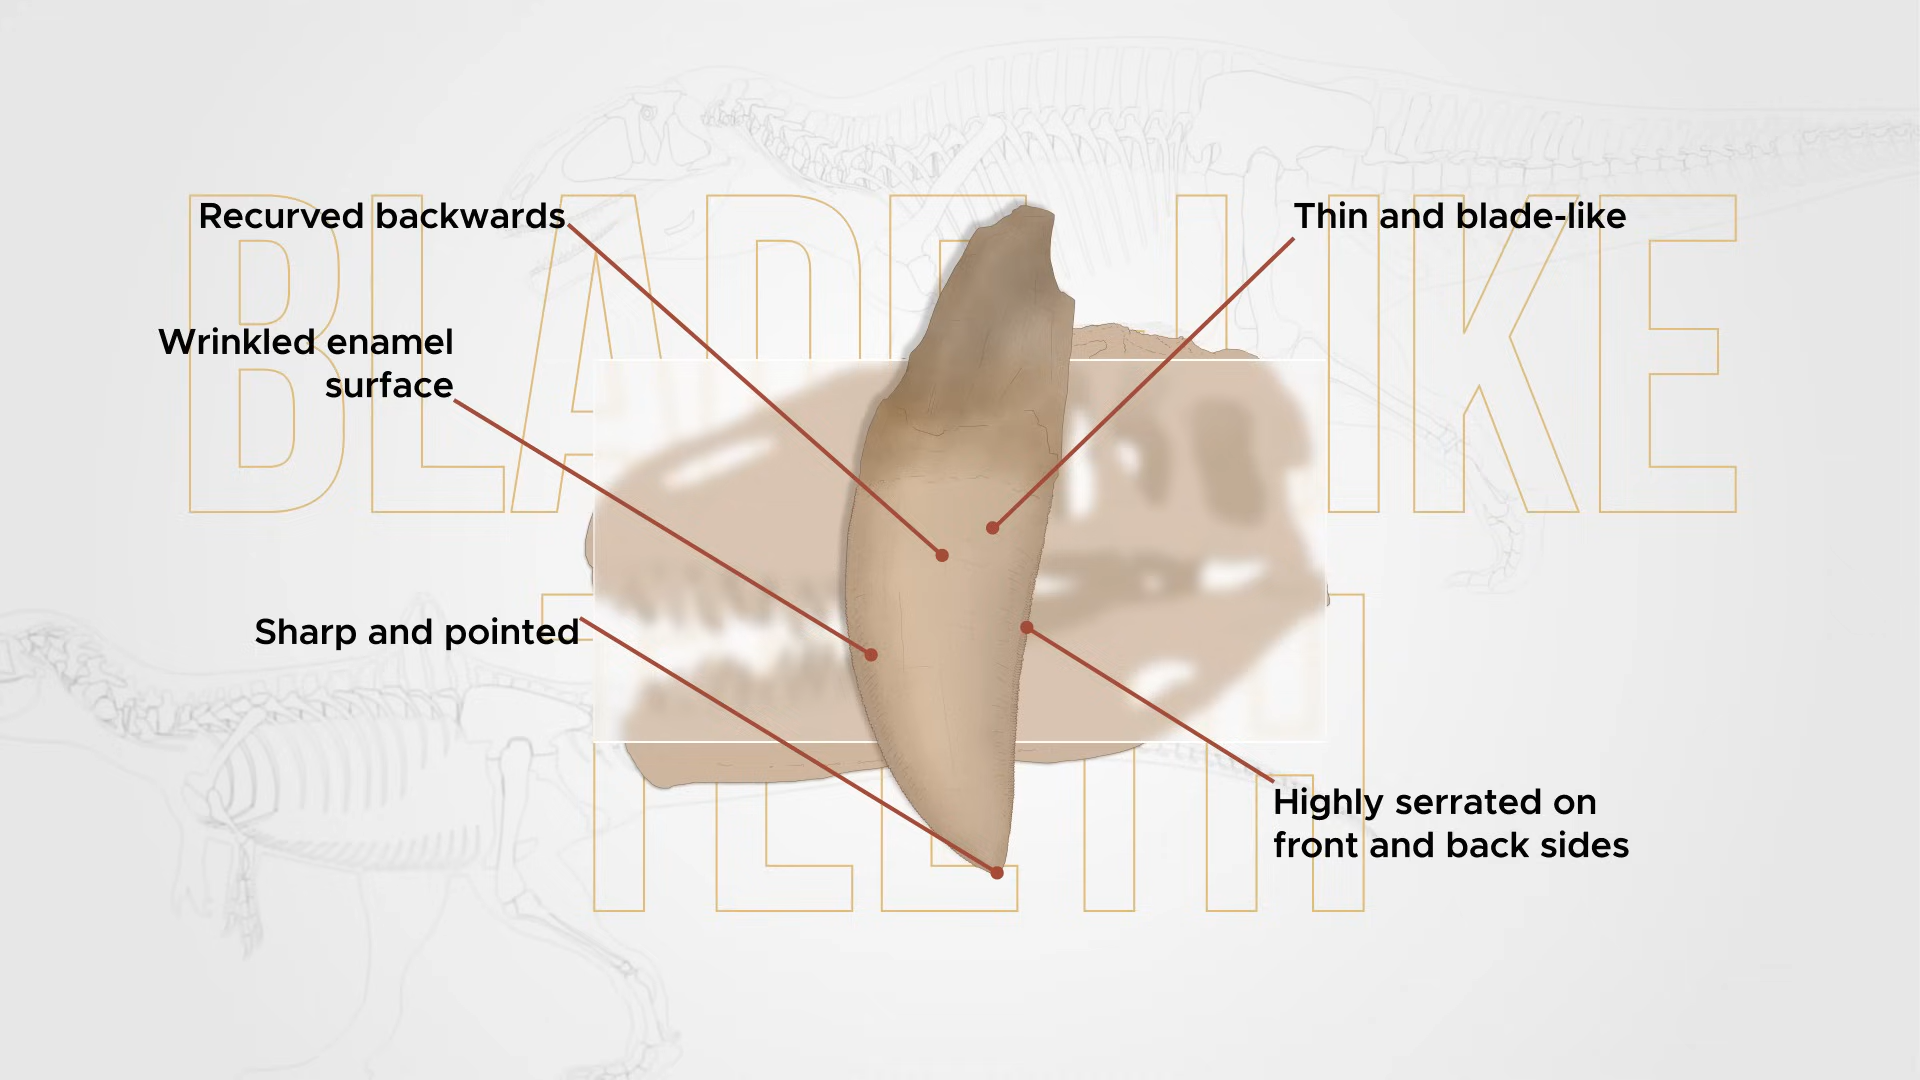 BLADE LIKE
Recurved backwards
Thin and blade-like
Wrinkled enamel
surface
Sharp and pointed
TEETH
Highly serrated on
front and back sides